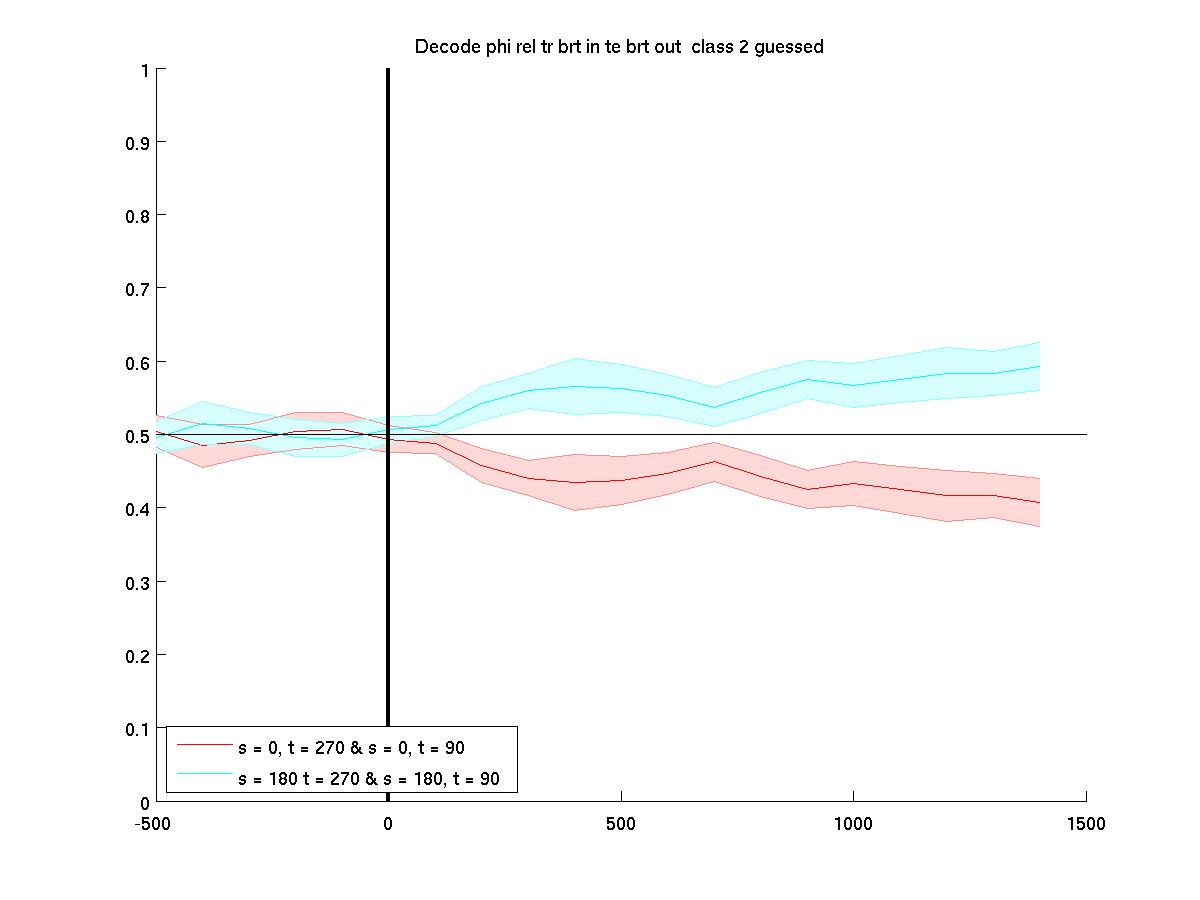 Decode phi rel tr brt in te brt out  class 2 guessed
1
0.9
0.8
0.7
0.6
0.5
0.4
0.3
0.2
0.1
0
s = 0, t = 270 & s = 0, t = 90
s = 180 t = 270 & s = 180, t = 90
-500 0 500 1000 1500